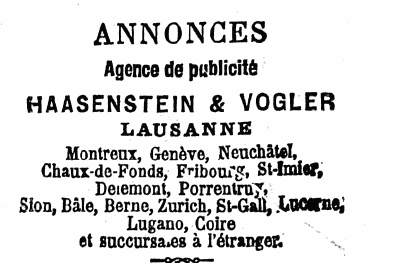 ANNONCES
Agence de publicité
HAASENSTEIN & VOGLER
LAUSANNE
Montreux, Genève, Neuchâtel,
Chaux-de-Fonds, Fribourg, St-Imier,
Delemont, Porrentruy,
Sion, Bâle, Berne, Zurich, St-Gall, Lucerne,
Lugano, Coire
et succursales à l'étranger.